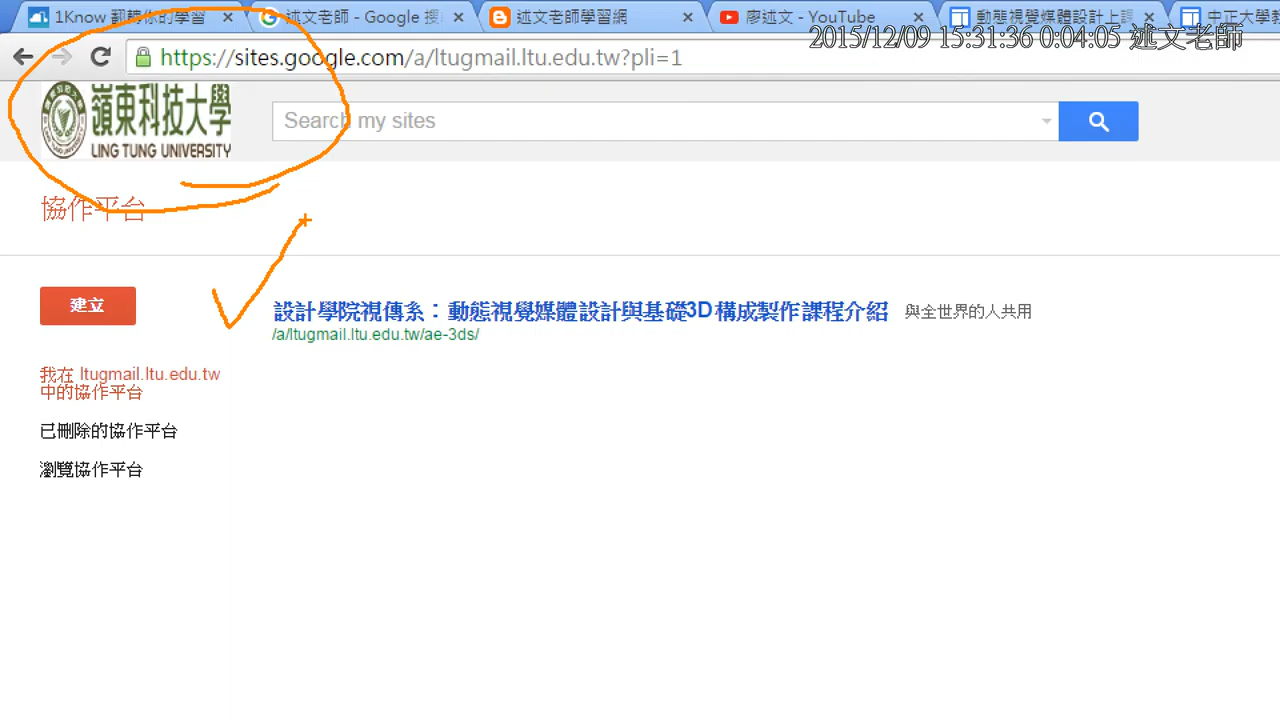 1Know 翻轉你的學習
述文老師 - Google 搜
述文老師學習網
廖述文 - YouTube
動態視覺媒體設計上課
中正大學教
2015/12/09 15:31:36 0:04:05 述文老師
https://sites.google.com/a/ltugmail.ltu.edu.tw?pli=1
嶺東科技大學
LING TUNG UNIVERSITY
Search my sites
協作平台
建立
設計學院視傳系：動態視覺媒體設計與基礎3D構成製作課程介紹 與全世界的人共用
/a/ltugmail.ltu.edu.tw/ae-3ds/
我在 ltugmail.ltu.edu.tw
中的協作平台
已刪除的協作平台
瀏覽協作平台